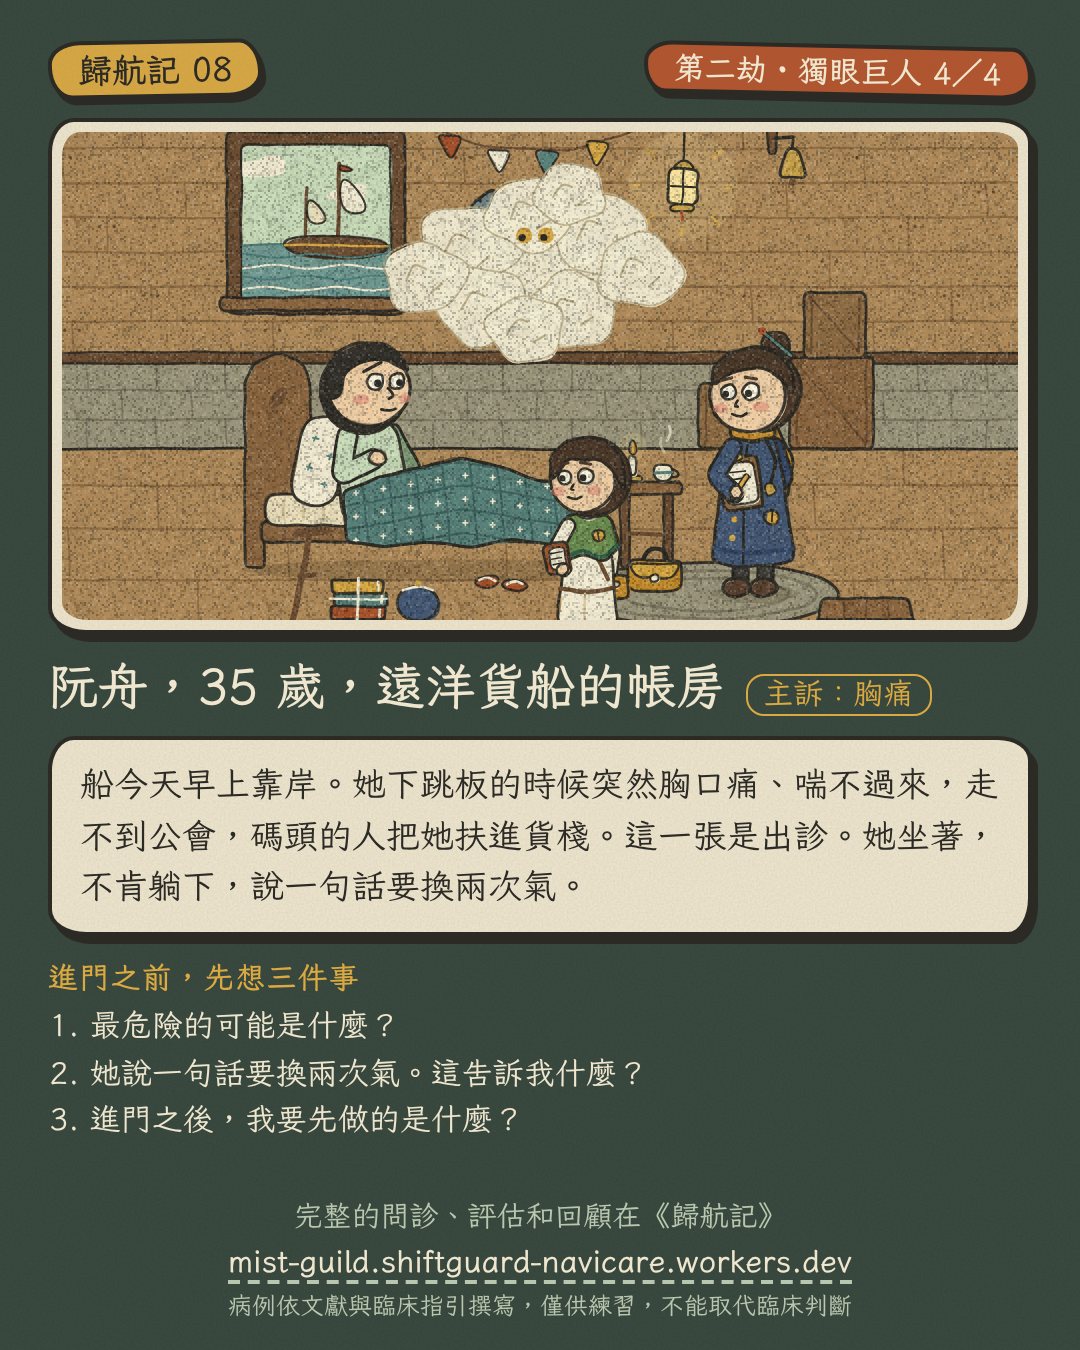 歸航記 08
第二劫・獨眼巨人 4／4
阮舟，35 歲，遠洋貨船的帳房
主訴：胸痛
船今天早上靠岸。她下跳板的時候突然胸口痛、喘不過來，走
不到公會，碼頭的人把她扶進貨棧。這一張是出診。她坐著，
不肯躺下，說一句話要換兩次氣。
進門之前，先想三件事
1. 最危險的可能是什麼？
2. 她說一句話要換兩次氣。這告訴我什麼？
3. 進門之後，我要先做的是什麼？
完整的問診、評估和回顧在《歸航記》
mist-guild.shiftguard-navicare.workers.dev
病例依文獻與臨床指引撰寫，僅供練習，不能取代臨床判斷